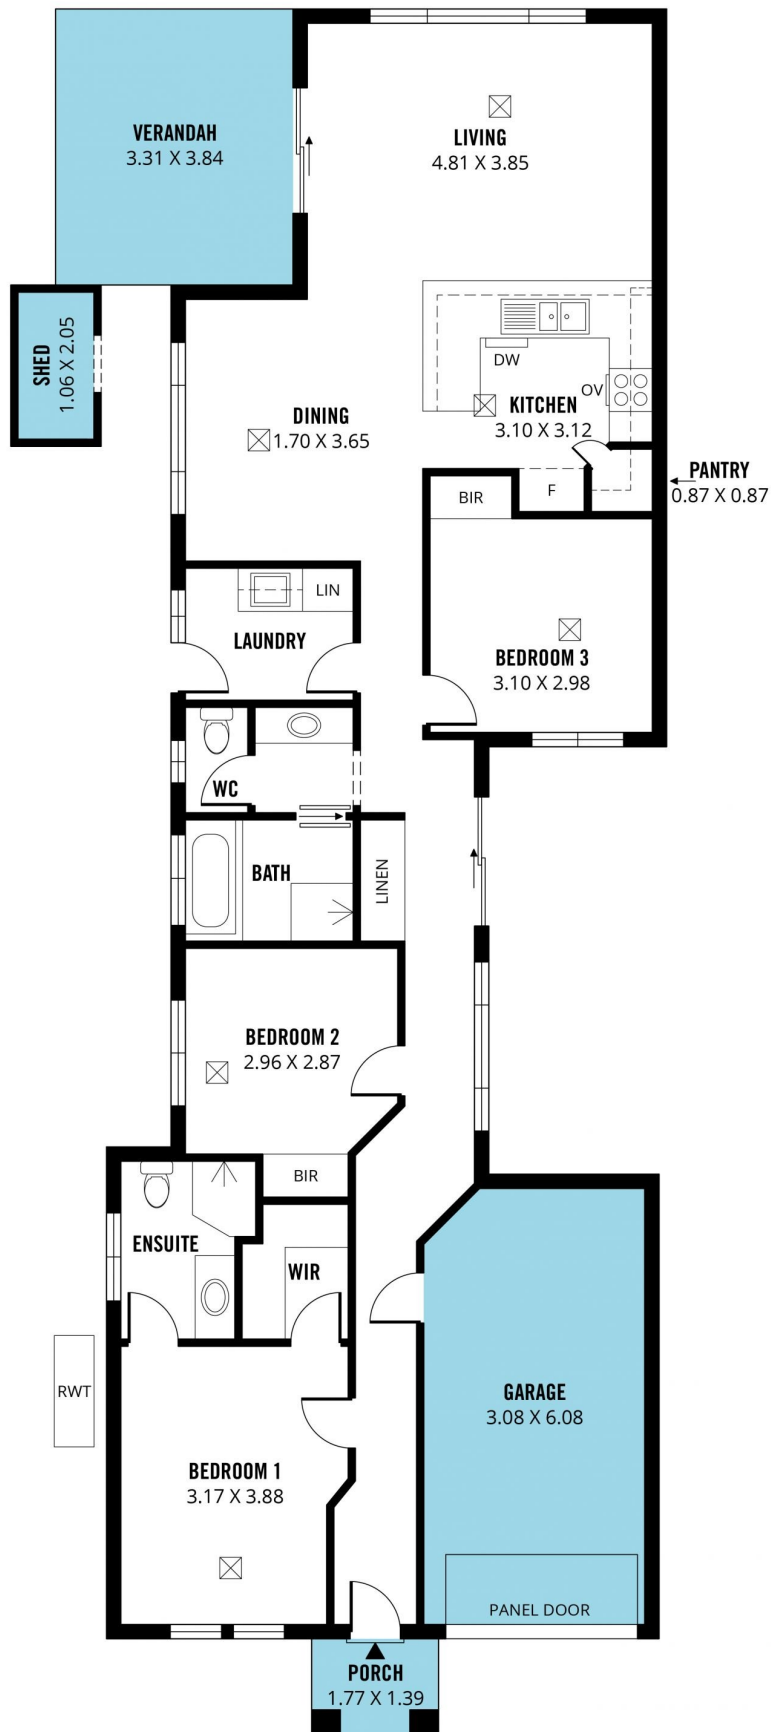 VERANDAH
3.31 X 3.84
LIVING
4.81 X 3.85
SHED
1.06 X 2.05
DW
OV
KITCHEN
3.10 X 3.12
DINING
1.70 X 3.65
PANTRY
0.87 X 0.87
BIR
F
LIN
LAUNDRY
BEDROOM 3
3.10 X 2.98
WC
BATH
LINEN
BEDROOM 2
2.96 X 2.87
BIR
ENSUITE
WIR
RWT
GARAGE
3.08 X 6.08
BEDROOM 1
3.17 X 3.88
PANEL DOOR
PORCH
1.77 X 1.39